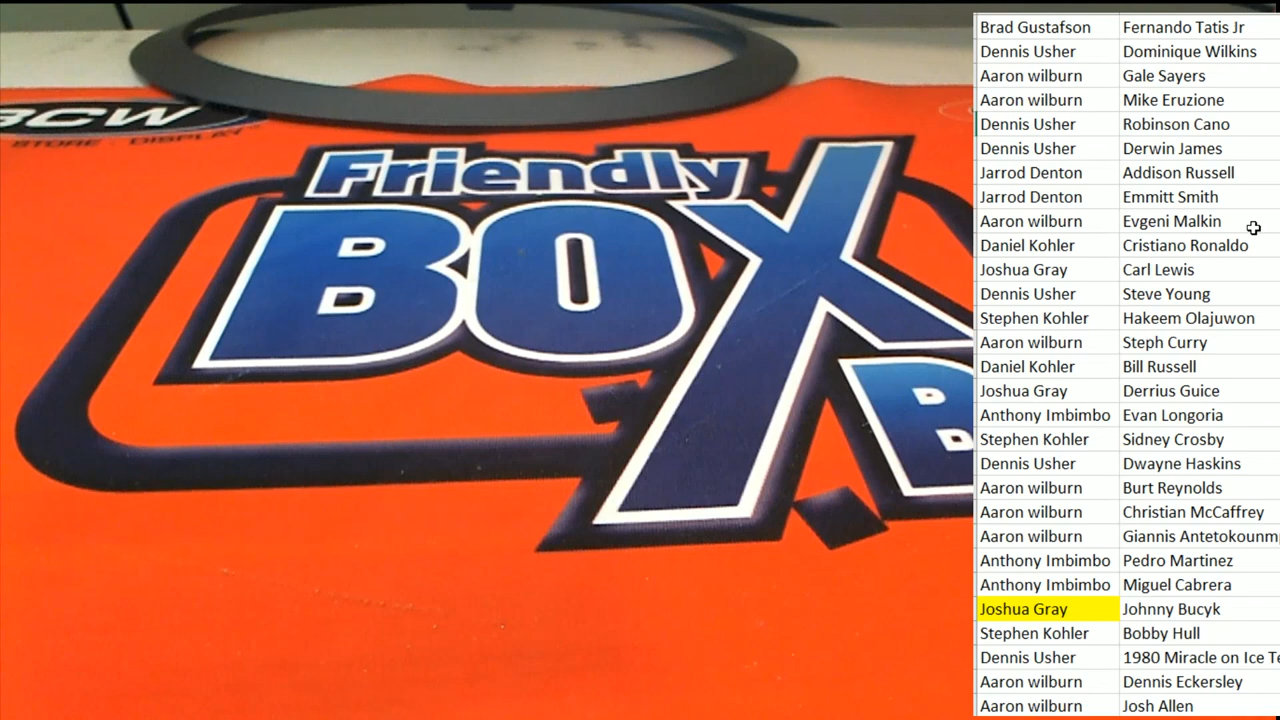 BCW
STORE · DISPLAY
Friendly
BOX
B
Brad Gustafson Fernando Tatis Jr
Dennis Usher Dominique Wilkins
Aaron wilburn Gale Sayers
Aaron wilburn Mike Eruzione
Dennis Usher Robinson Cano
Dennis Usher Derwin James
Jarrod Denton Addison Russell
Jarrod Denton Emmitt Smith
Aaron wilburn Evgeni Malkin
Daniel Kohler Cristiano Ronaldo
Joshua Gray Carl Lewis
Dennis Usher Steve Young
Stephen Kohler Hakeem Olajuwon
Aaron wilburn Steph Curry
Daniel Kohler Bill Russell
Joshua Gray Derrius Guice
Anthony Imbimbo Evan Longoria
Stephen Kohler Sidney Crosby
Dennis Usher Dwayne Haskins
Aaron wilburn Burt Reynolds
Aaron wilburn Christian McCaffrey
Aaron wilburn Giannis Antetokounmp
Anthony Imbimbo Pedro Martinez
Anthony Imbimbo Miguel Cabrera
Joshua Gray Johnny Bucyk
Stephen Kohler Bobby Hull
Dennis Usher 1980 Miracle on Ice Te
Aaron wilburn Dennis Eckersley
Aaron wilburn Josh Allen